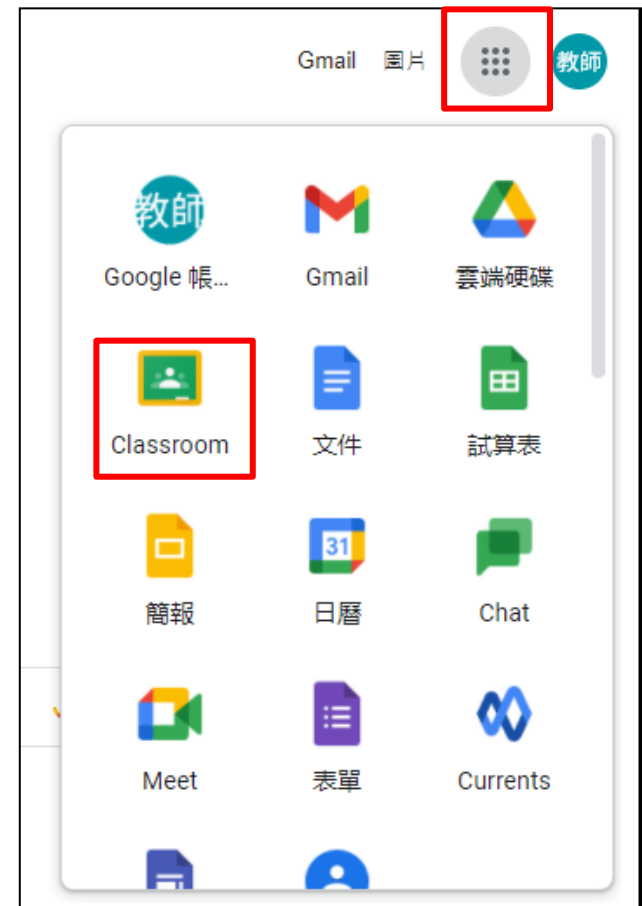 Gmail 圖片 教師
教師
Google 帳... Gmail 雲端硬碟
Classroom 文件 試算表
31
簡報 日曆 Chat
Meet 表單 Currents